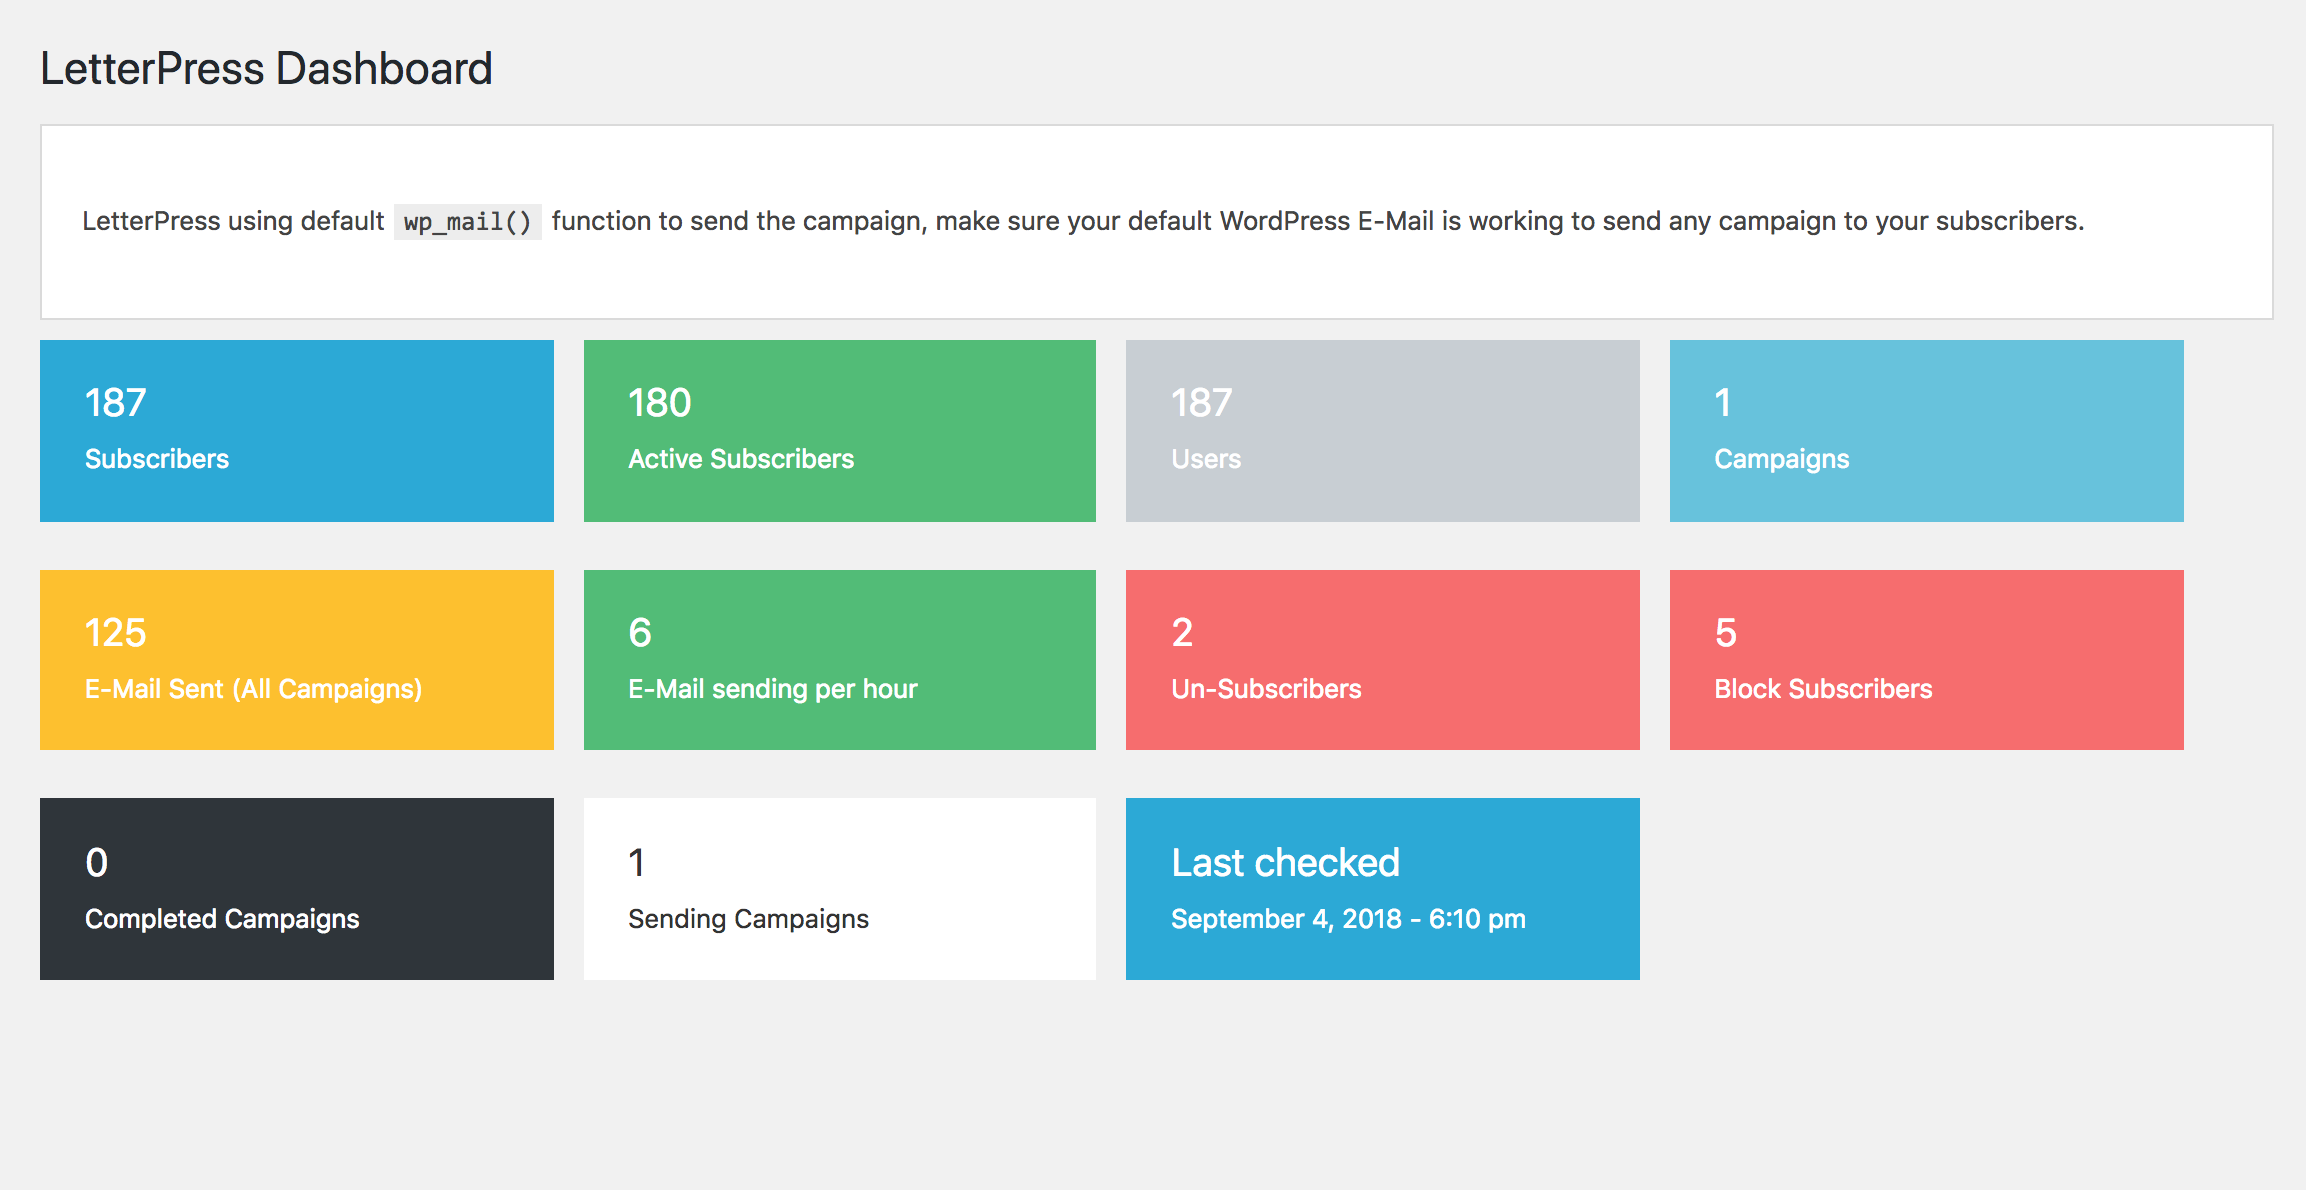 LetterPress Dashboard
LetterPress using default wp_mail() function to send the campaign, make sure your default WordPress E-Mail is working to send any campaign to your subscribers.
187
Subscribers
180
Active Subscribers
187
Users
1
Campaigns
125
E-Mail Sent (All Campaigns)
6
E-Mail sending per hour
2
Un-Subscribers
5
Block Subscribers
0
Completed Campaigns
1
Sending Campaigns
Last checked
September 4, 2018 - 6:10 pm